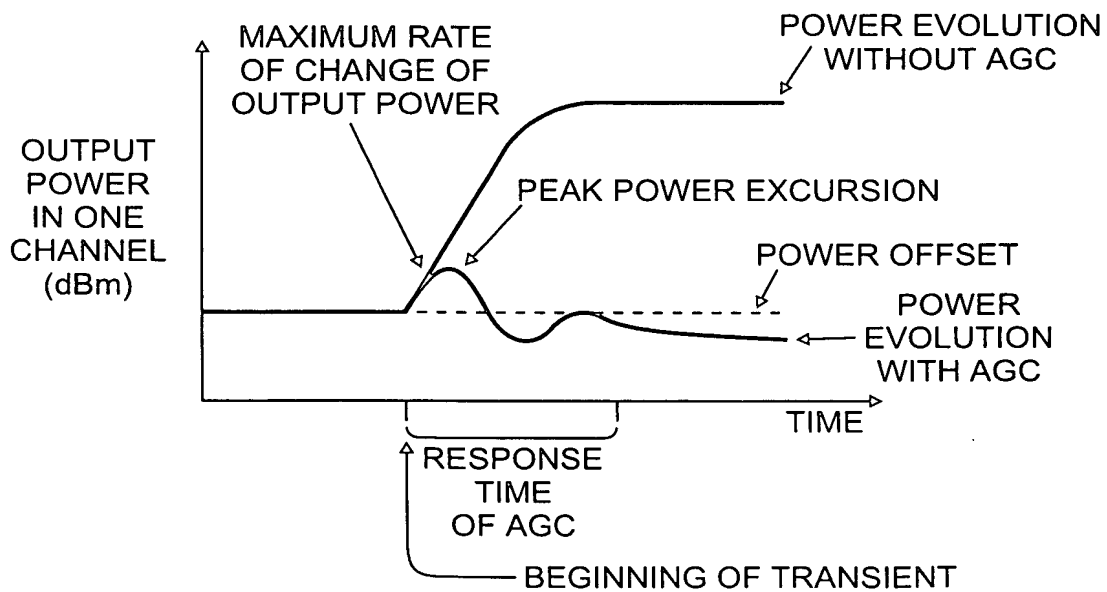 MAXIMUM RATE
OF CHANGE OF
OUTPUT POWER
POWER EVOLUTION
WITHOUT AGC
OUTPUT
POWER
IN ONE
CHANNEL
(dBm)
PEAK POWER EXCURSION
POWER OFFSET
POWER
EVOLUTION
WITH AGC
TIME
RESPONSE
TIME
OF AGC
BEGINNING OF TRANSIENT